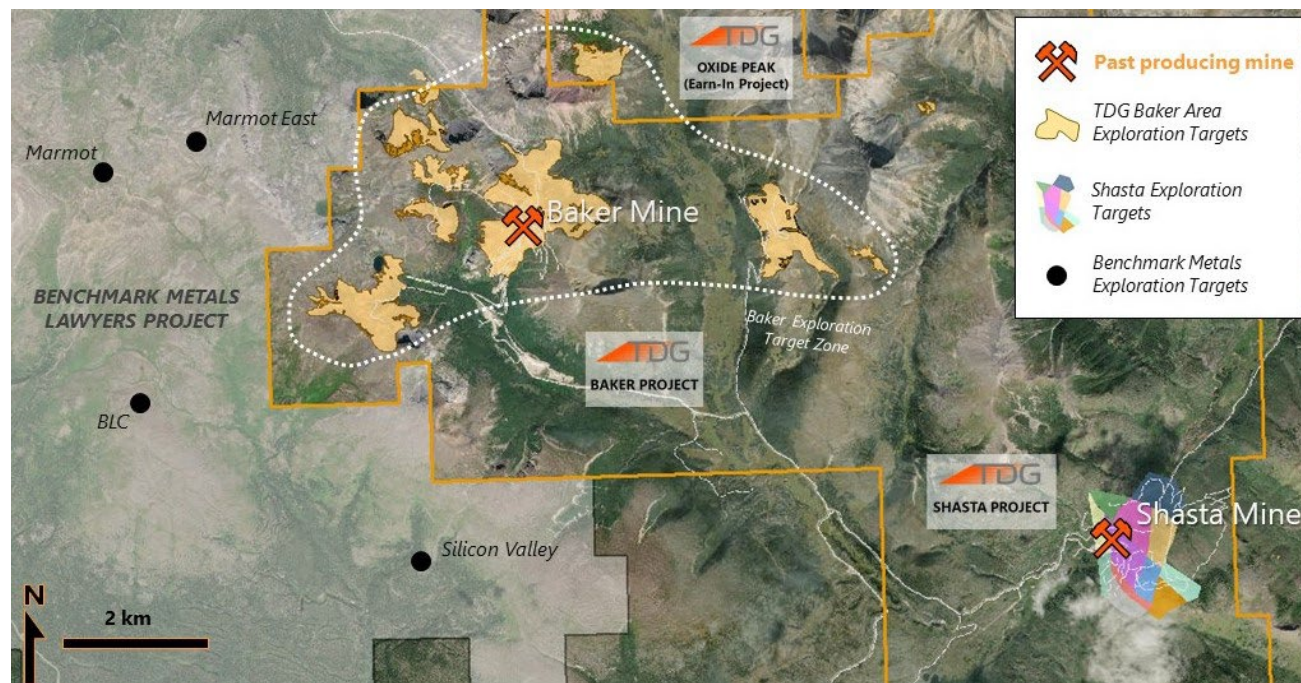 TDG
OXIDE PEAK
(Earn-In Project)
Past producing mine
TDG Baker Area
Exploration Targets
Shasta Exploration
Targets
Benchmark Metals
Exploration Targets
Marmot East
Marmot
Baker Mine
BENCHMARK METALS
LAWYERS PROJECT
Baker Exploration
Target Zone
TDG
BAKER PROJECT
BLC
TDG
SHASTA PROJECT
Shasta Mine
Silicon Valley
N
2 km